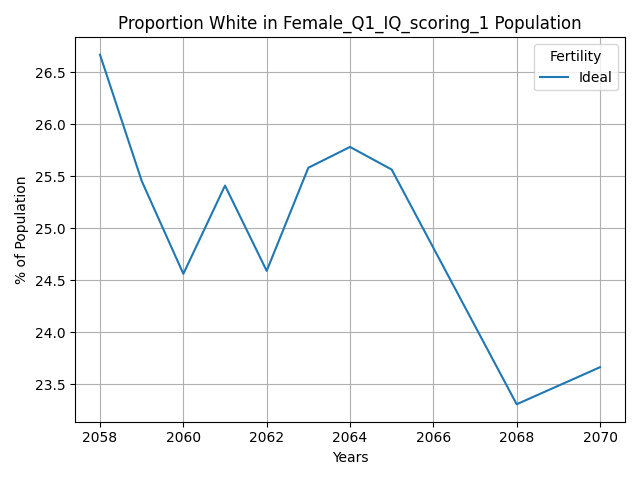 Proportion White in Female_Q1_IQ_scoring_1 Population
Fertility
Ideal
26.5
26.0
25.5
25.0
24.5
24.0
23.5
% of Population
2058 2060 2062 2064 2066 2068 2070
Years